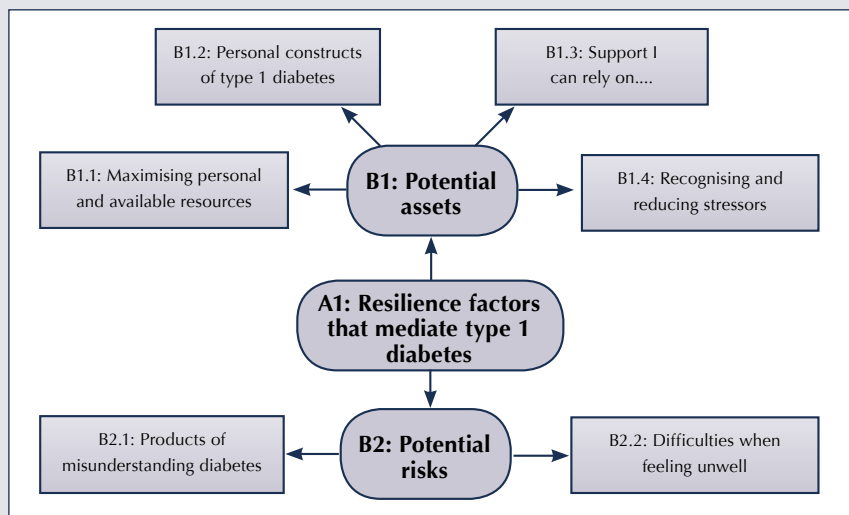 B1.2: Personal constructs
of type 1 diabetes
B1.3: Support I
can rely on....
B1.1: Maximising personal
and available resources
B1: Potential
assets
B1.4: Recognising and
reducing stressors
A1: Resilience factors
that mediate type 1
diabetes
B2.1: Products of
misunderstanding diabetes
B2: Potential
risks
B2.2: Difficulties when
feeling unwell